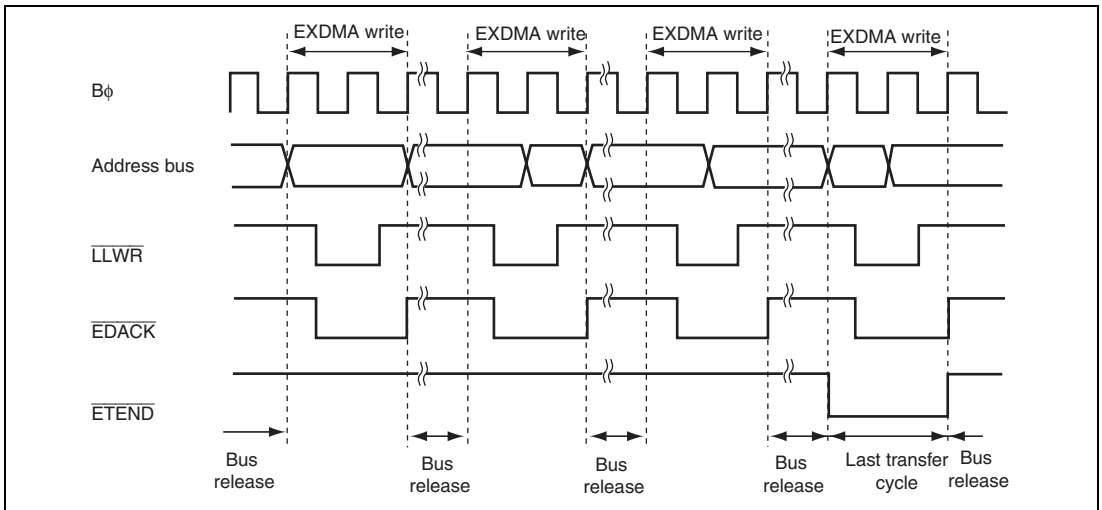 EXDMA write EXDMA write EXDMA write EXDMA write
Bϕ
Address bus
LLWR
EDACK
ETEND
Bus release
Bus release
Bus release
Bus release
Last transfer cycle
Bus release